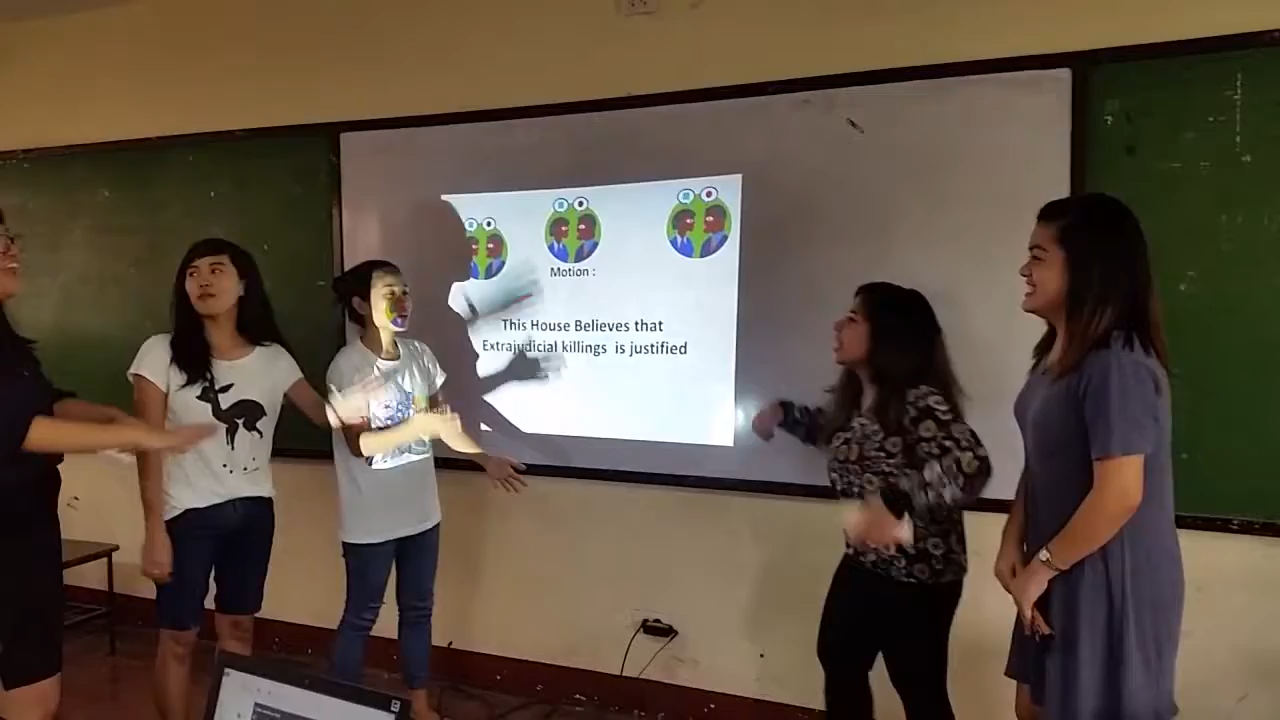 Motion :
This House Believes that
Extrajudicial killings is justified